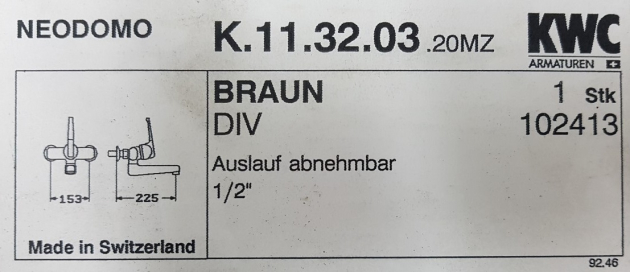 NEODOMO
K.11.32.03 .20MZ
KWC
ARMATUREN
BRAUN 1 Stk
DIV 102413
Auslauf abnehmbar
1/2"
153 225
Made in Switzerland
92.46